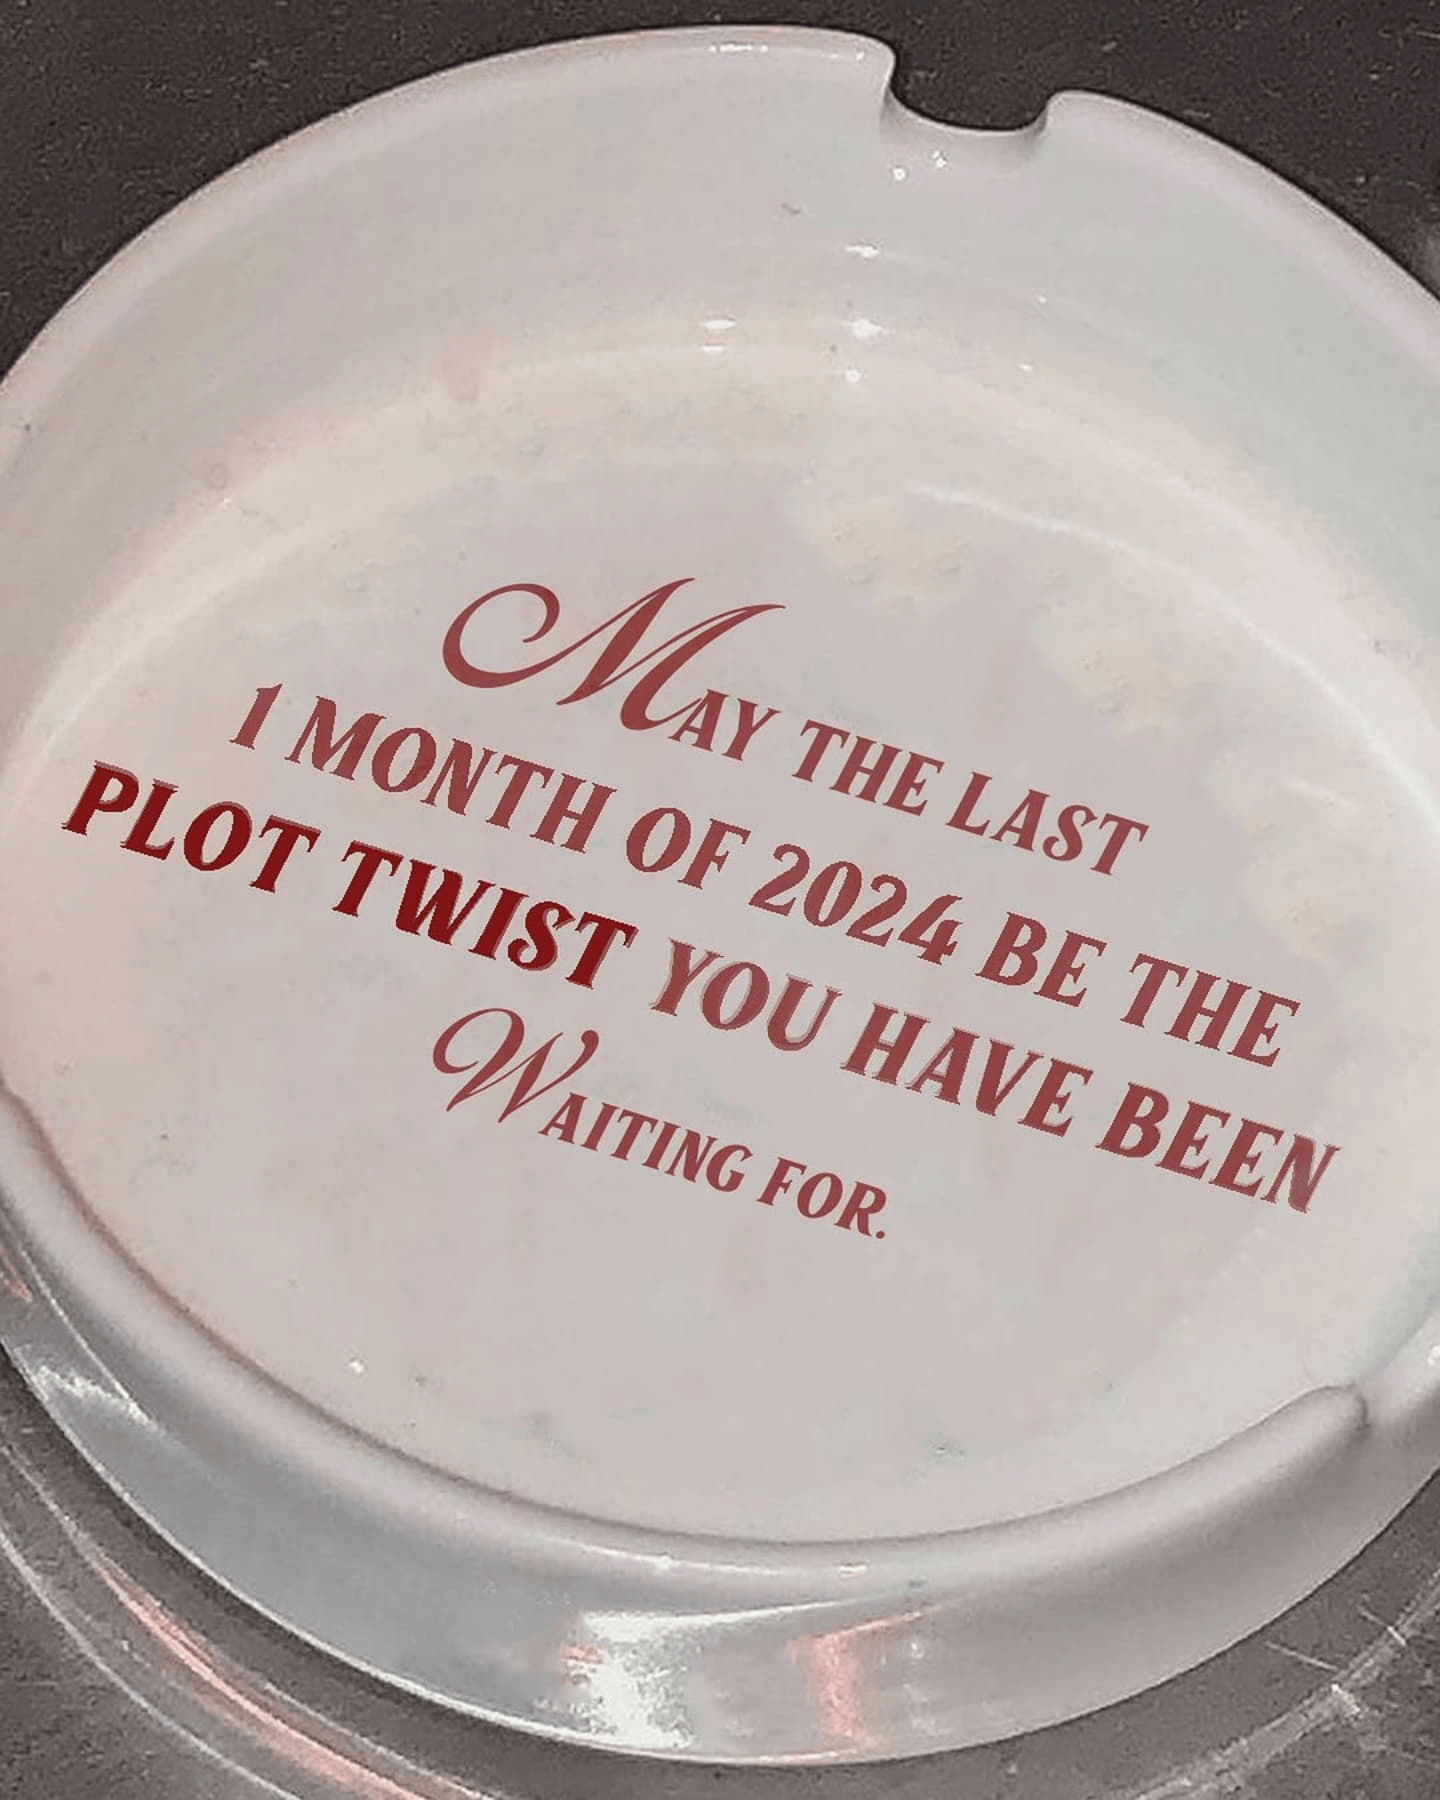 May the last
1 MONTH OF 2024 BE THE
PLOT TWIST YOU HAVE BEEN
Waiting for.